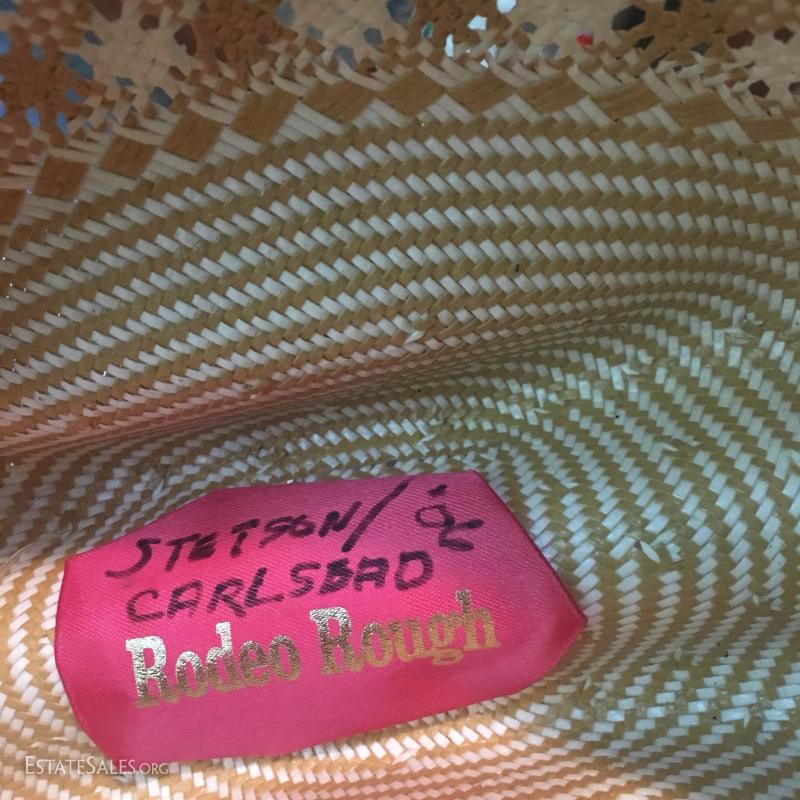 STETSON/
CARLSBAD
Rodeo Rough
ESTATESALES.ORG